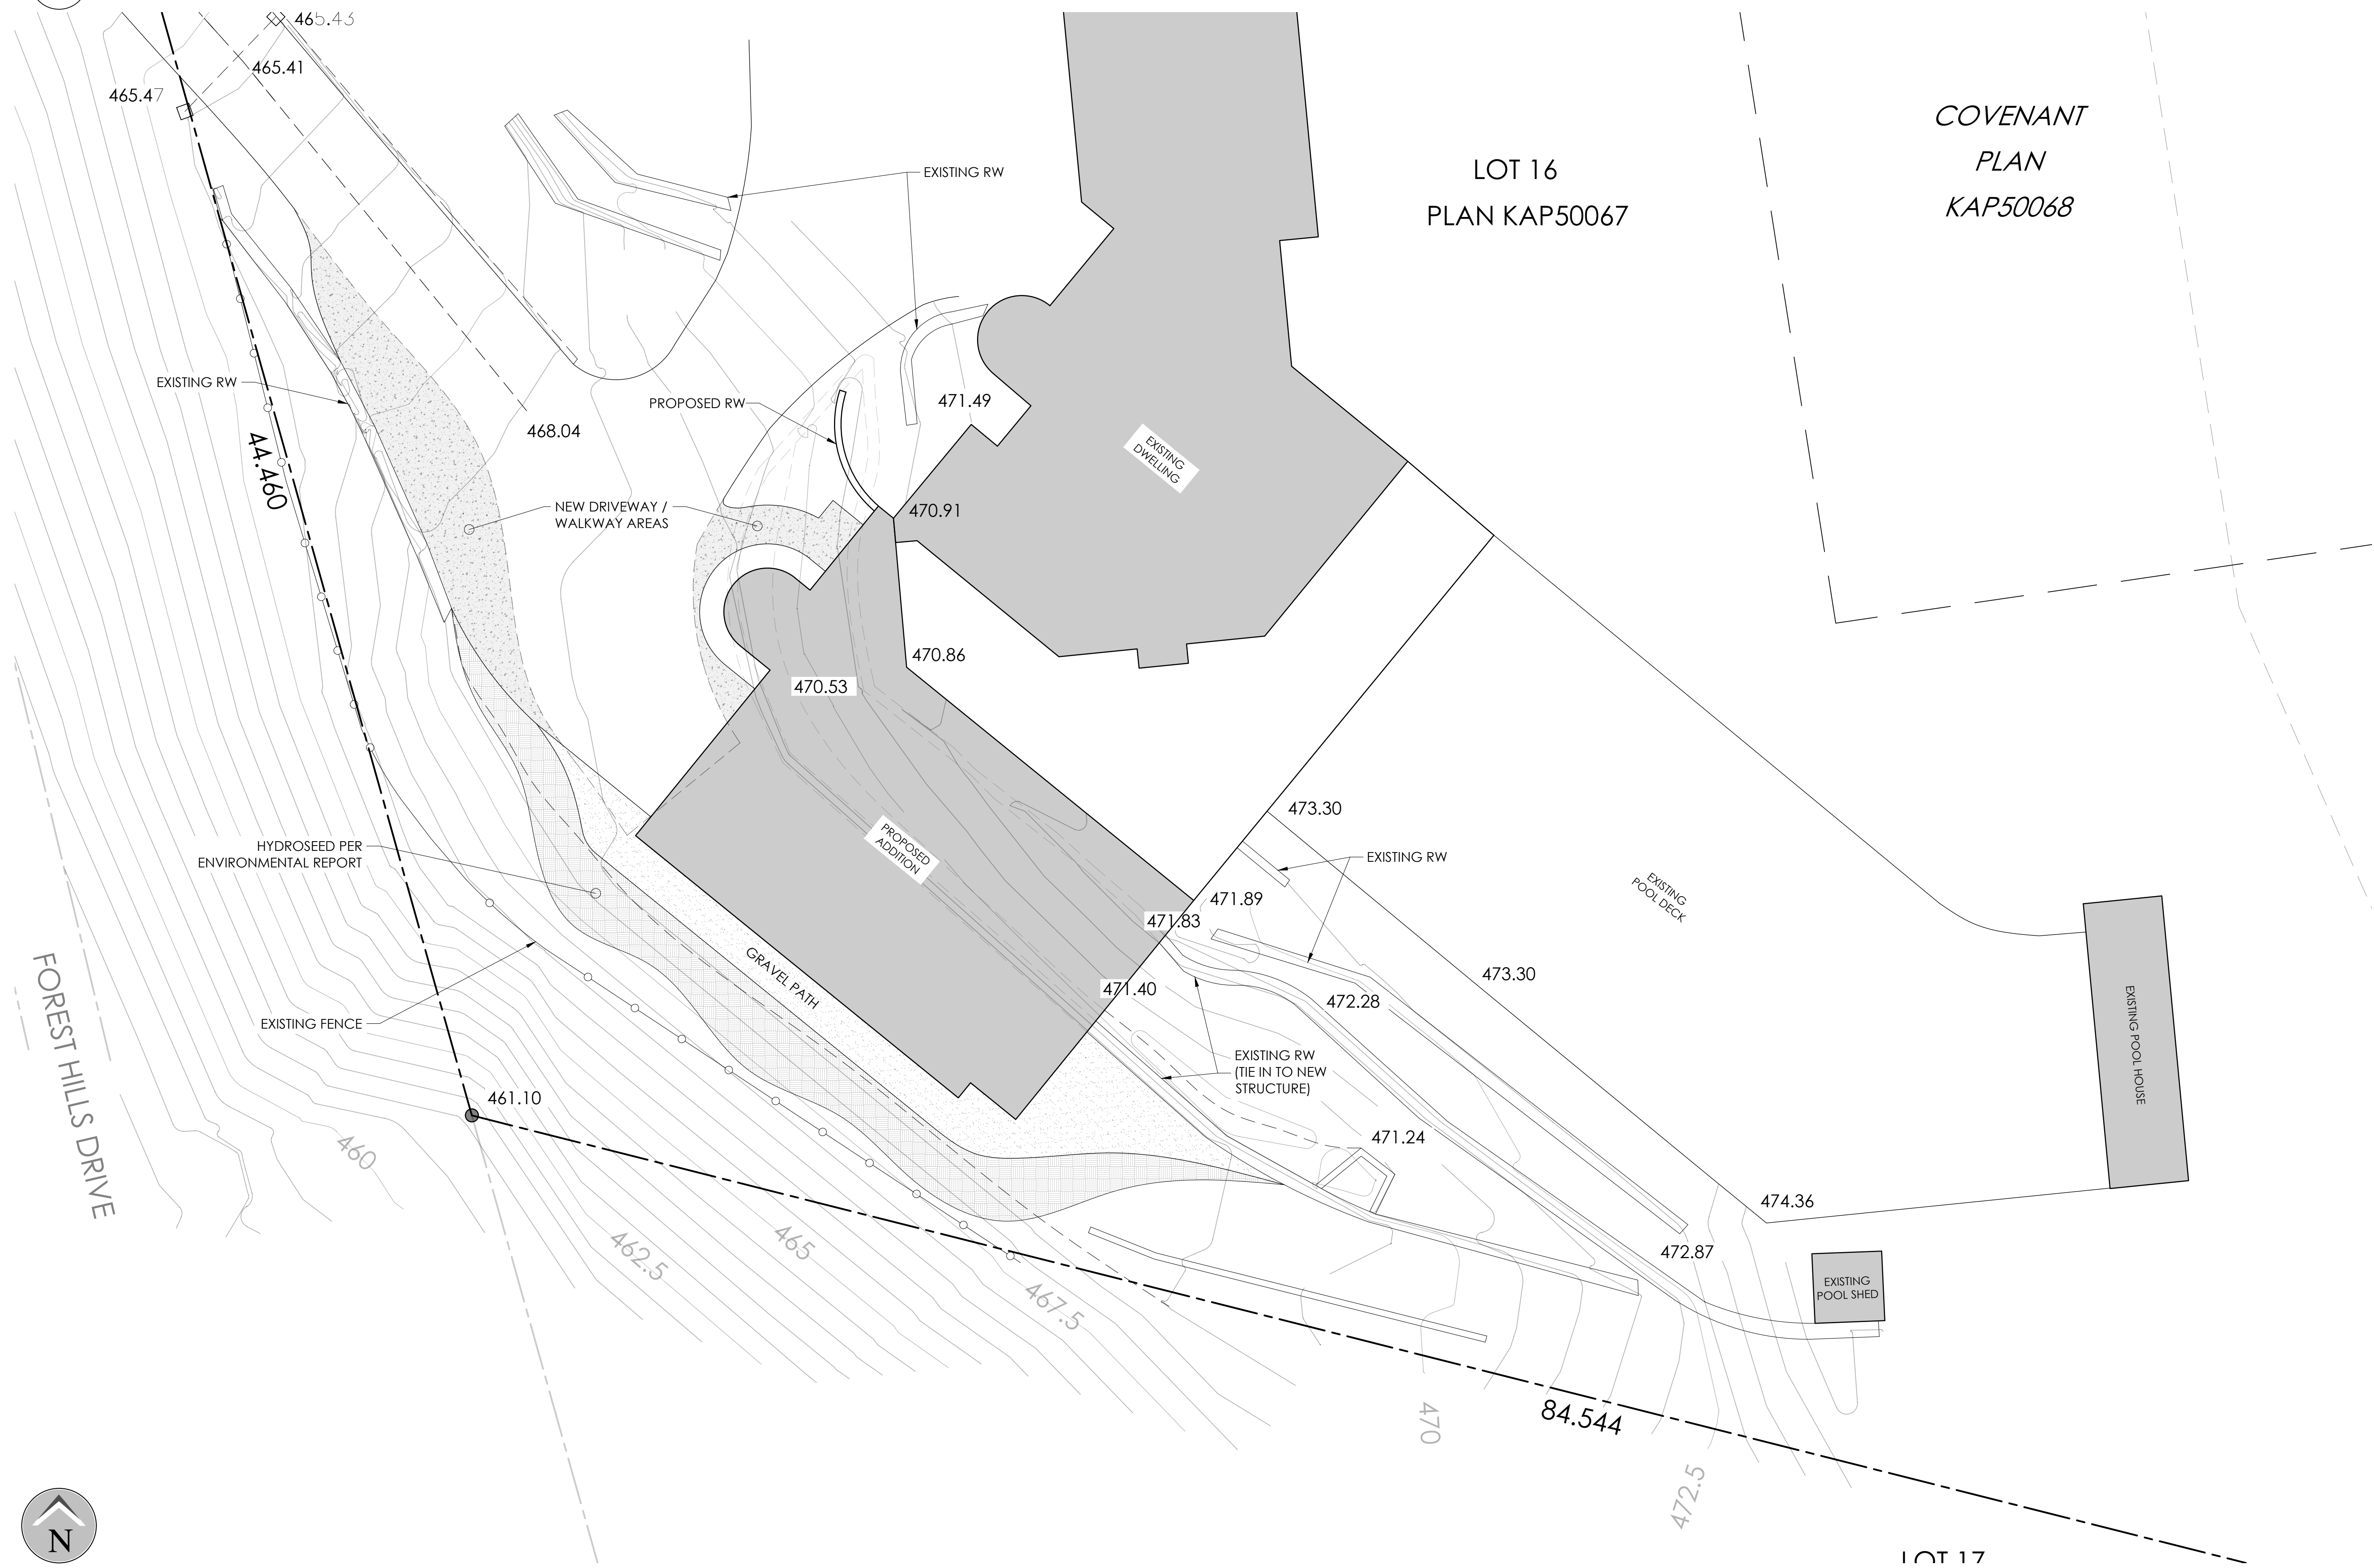 465.43
465.41
465.47
COVENANT
PLAN
KAP50068
LOT 16
PLAN KAP50067
EXISTING RW
EXISTING RW
PROPOSED RW
471.49
468.04
44.460
EXISTING
DWELLING
NEW DRIVEWAY /
WALKWAY AREAS
470.91
470.86
470.53
473.30
PROPOSED
ADDITION
HYDROSEED PER
ENVIRONMENTAL REPORT
EXISTING RW
471.89
471.83
EXISTING
POOL DECK
473.30
GRAVEL PATH
471.40
472.28
EXISTING FENCE
FOREST HILLS DRIVE
EXISTING POOL HOUSE
EXISTING RW
(TIE IN TO NEW
STRUCTURE)
461.10
471.24
460
474.36
462.5
465
472.87
467.5
EXISTING
POOL SHED
470
84.544
472.5
N
LOT 17